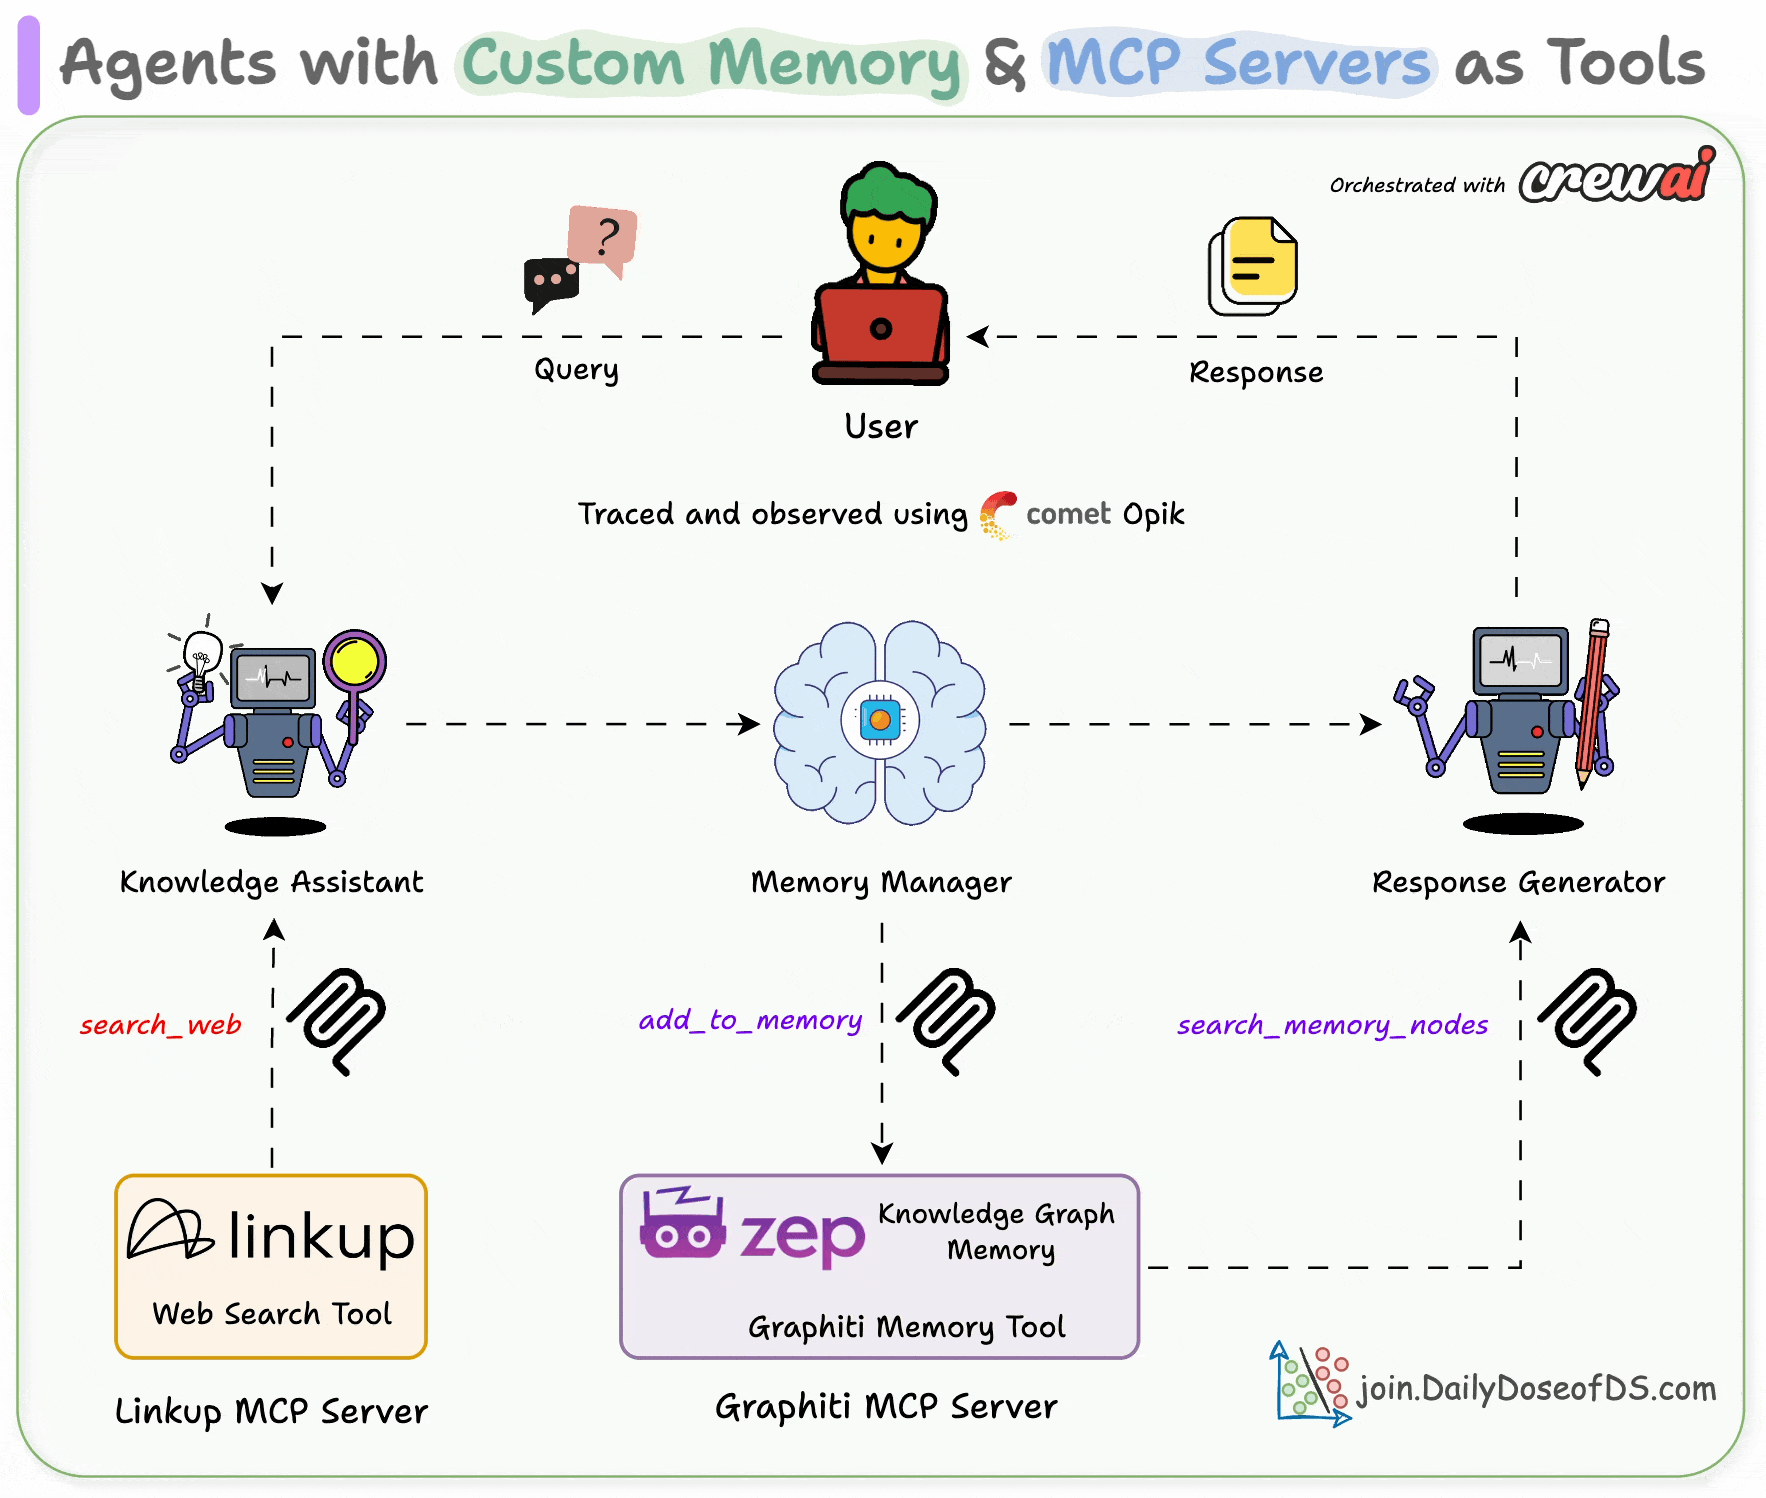 Agents with Custom Memory & MCP Servers as Tools
Orchestrated with crewai
?
Query
Response
User
Traced and observed using comet Opik
Knowledge Assistant
Memory Manager
Response Generator
search_web
add_to_memory
search_memory_nodes
linkup
Web Search Tool
zep
Knowledge Graph
Memory
Graphiti Memory Tool
Linkup MCP Server
Graphiti MCP Server
join.DailyDoseofDS.com